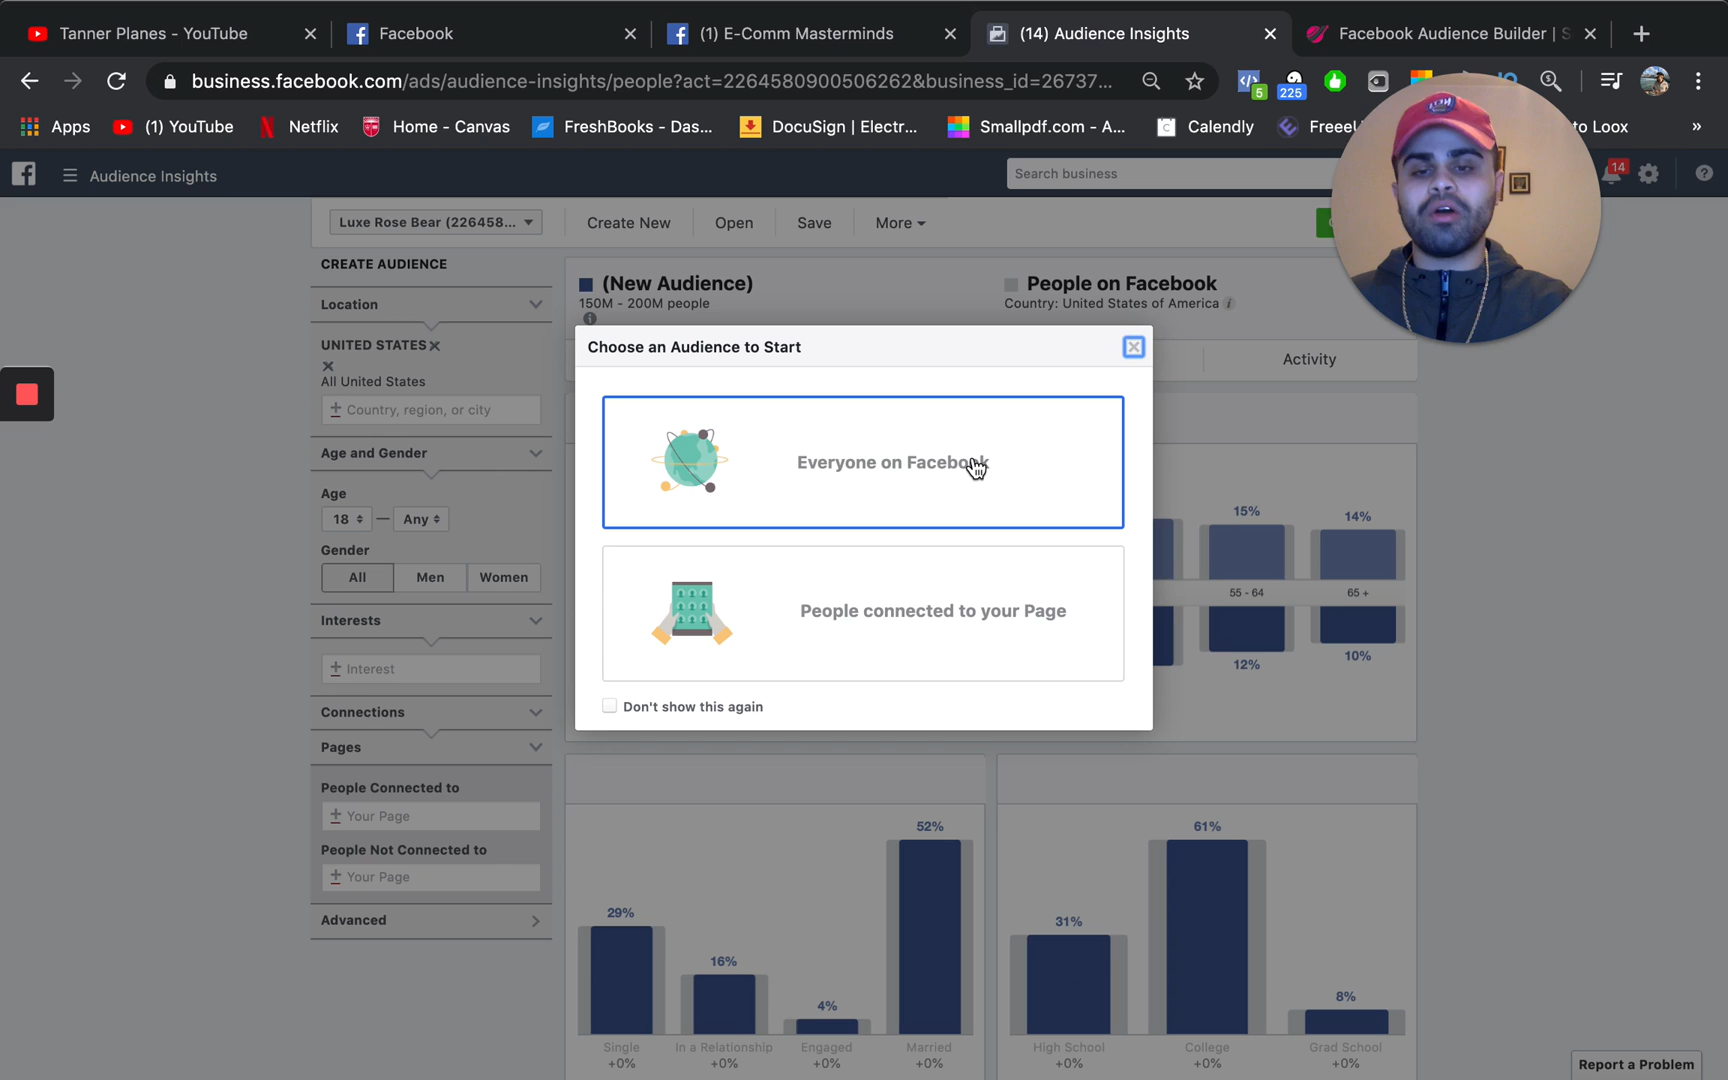 Tanner Planes - YouTube
Facebook
(1) E-Comm Masterminds
(14) Audience Insights
Facebook Audience Builder | S
business.facebook.com/ads/audience-insights/people?act=2264580900506262&business_id=26737...
5
225
Apps
(1) YouTube
Netflix
Home - Canvas
FreshBooks - Das...
DocuSign | Electr...
Smallpdf.com - A...
Calendly
to Loox
»
Audience Insights
Search business
14
Luxe Rose Bear (226458...
Create New
Open
Save
More
CREATE AUDIENCE
Location
UNITED STATES
All United States
Country, region, or city
Age and Gender
Age
18 — Any
Gender
All
Men
Women
Interests
Interest
Connections
Pages
People Connected to
Your Page
People Not Connected to
Your Page
Advanced
(New Audience)
150M - 200M people
People on Facebook
Country: United States of America
Activity
Choose an Audience to Start
Everyone on Facebook
People connected to your Page
Don't show this again
15%
14%
55 - 64
65 +
12%
10%
29%
16%
4%
52%
Single
In a Relationship
Engaged
Married
+0%
+0%
+0%
+0%
31%
61%
8%
High School
College
Grad School
+0%
+0%
+0%
Report a Problem